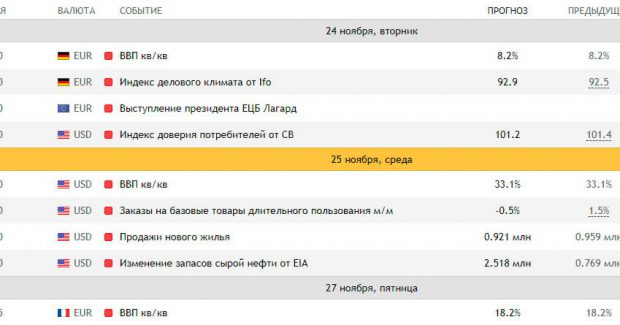 ВАЛЮТА СОБЫТИЕ ПРОГНОЗ
24 ноября, вторник
EUR ВВП кв/кв 8.2% 8.2%
EUR Индекс делового климата от Ifo 92.9 92.5
EUR Выступление президента ЕЦБ Лагард
USD Индекс доверия потребителей от CB 101.2 101.4
25 ноября, среда
USD ВВП кв/кв 33.1% 33.1%
USD Заказы на базовые товары длительного пользования м/м -0.5% 1.5%
USD Продажи нового жилья 0.921 млн 0.959 млн
USD Изменение запасов сырой нефти от EIA 2.518 млн 0.769 млн
27 ноября, пятница
EUR ВВП кв/кв 18.2% 18.2%